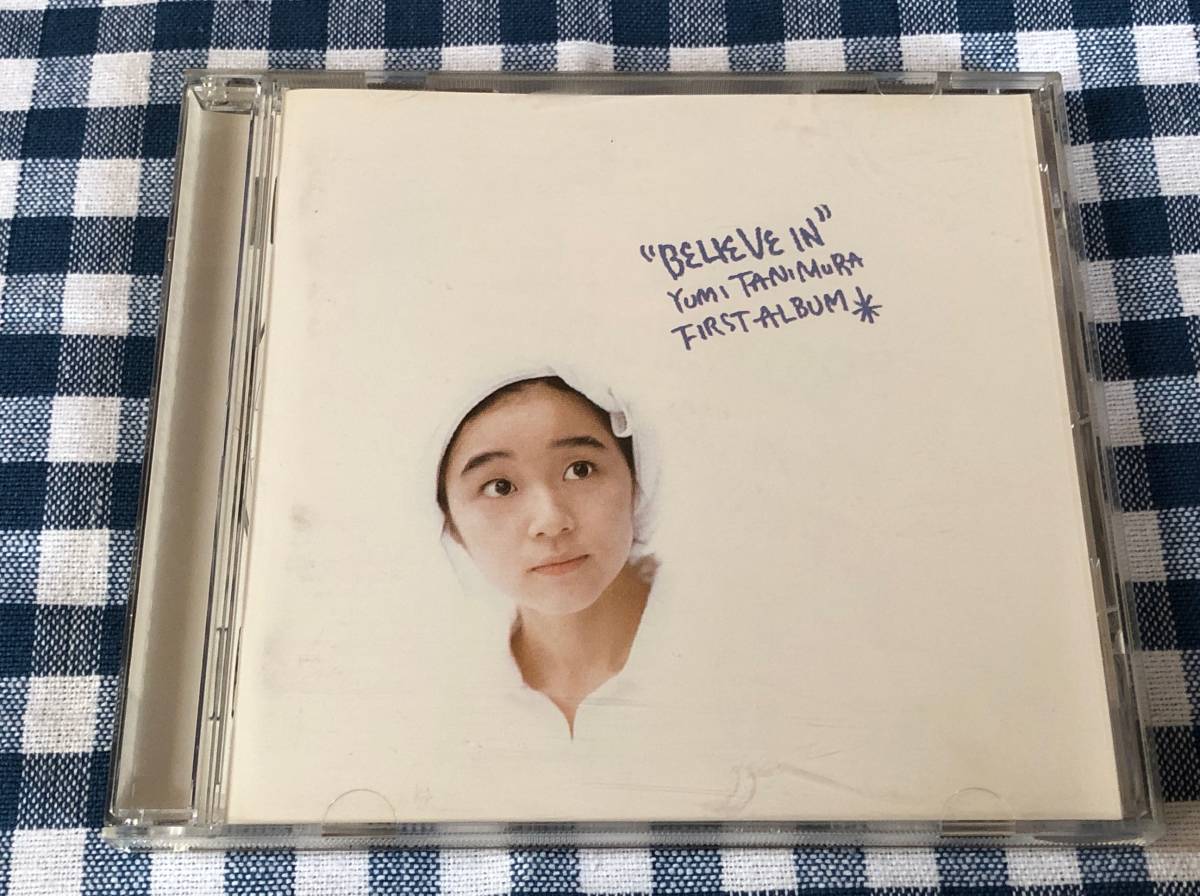 "BELIEVE IN"
YUMI TANIMURA
FIRST ALBUM*